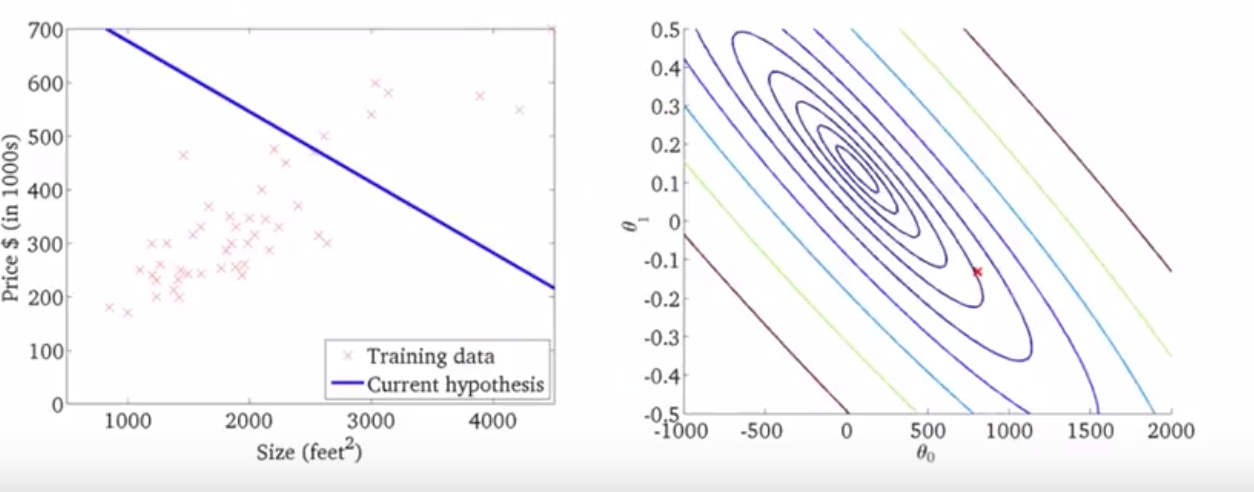 700
600
500
400
300
200
100
0
Price $ (in 1000s)
1000 2000 3000 4000
Size (feet²)
Training data
Current hypothesis
0.5
0.4
0.3
0.2
0.1
0
-0.1
-0.2
-0.3
-0.4
-0.5
θ₁
-1000 -500 0 500 1000 1500 2000
θ₀